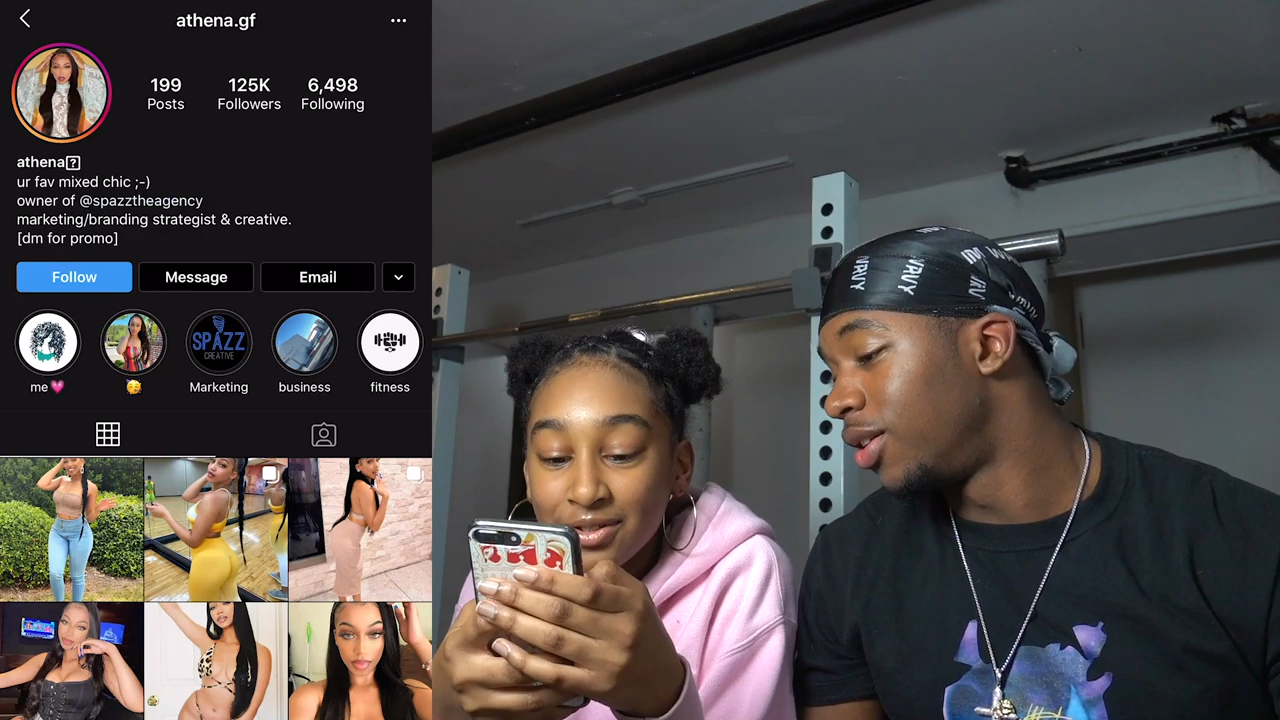 athena.gf
199
Posts
125K
Followers
6,498
Following
athena
ur fav mixed chic ;-)
owner of @spazztheagency
marketing/branding strategist & creative.
[dm for promo]
Follow
Message
Email
SPAZZ
CREATIVE
me💗
🥰
Marketing
business
fitness
VRVY